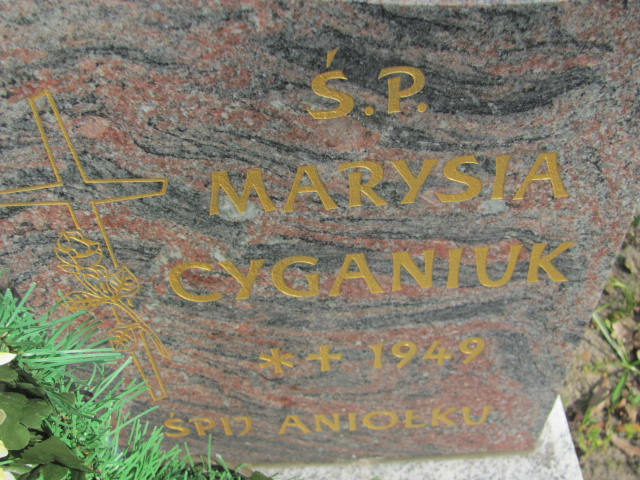 Ś.P.
MARYSIA
CYGANIUK
* + 1949
ŚPIJ ANIOŁKU